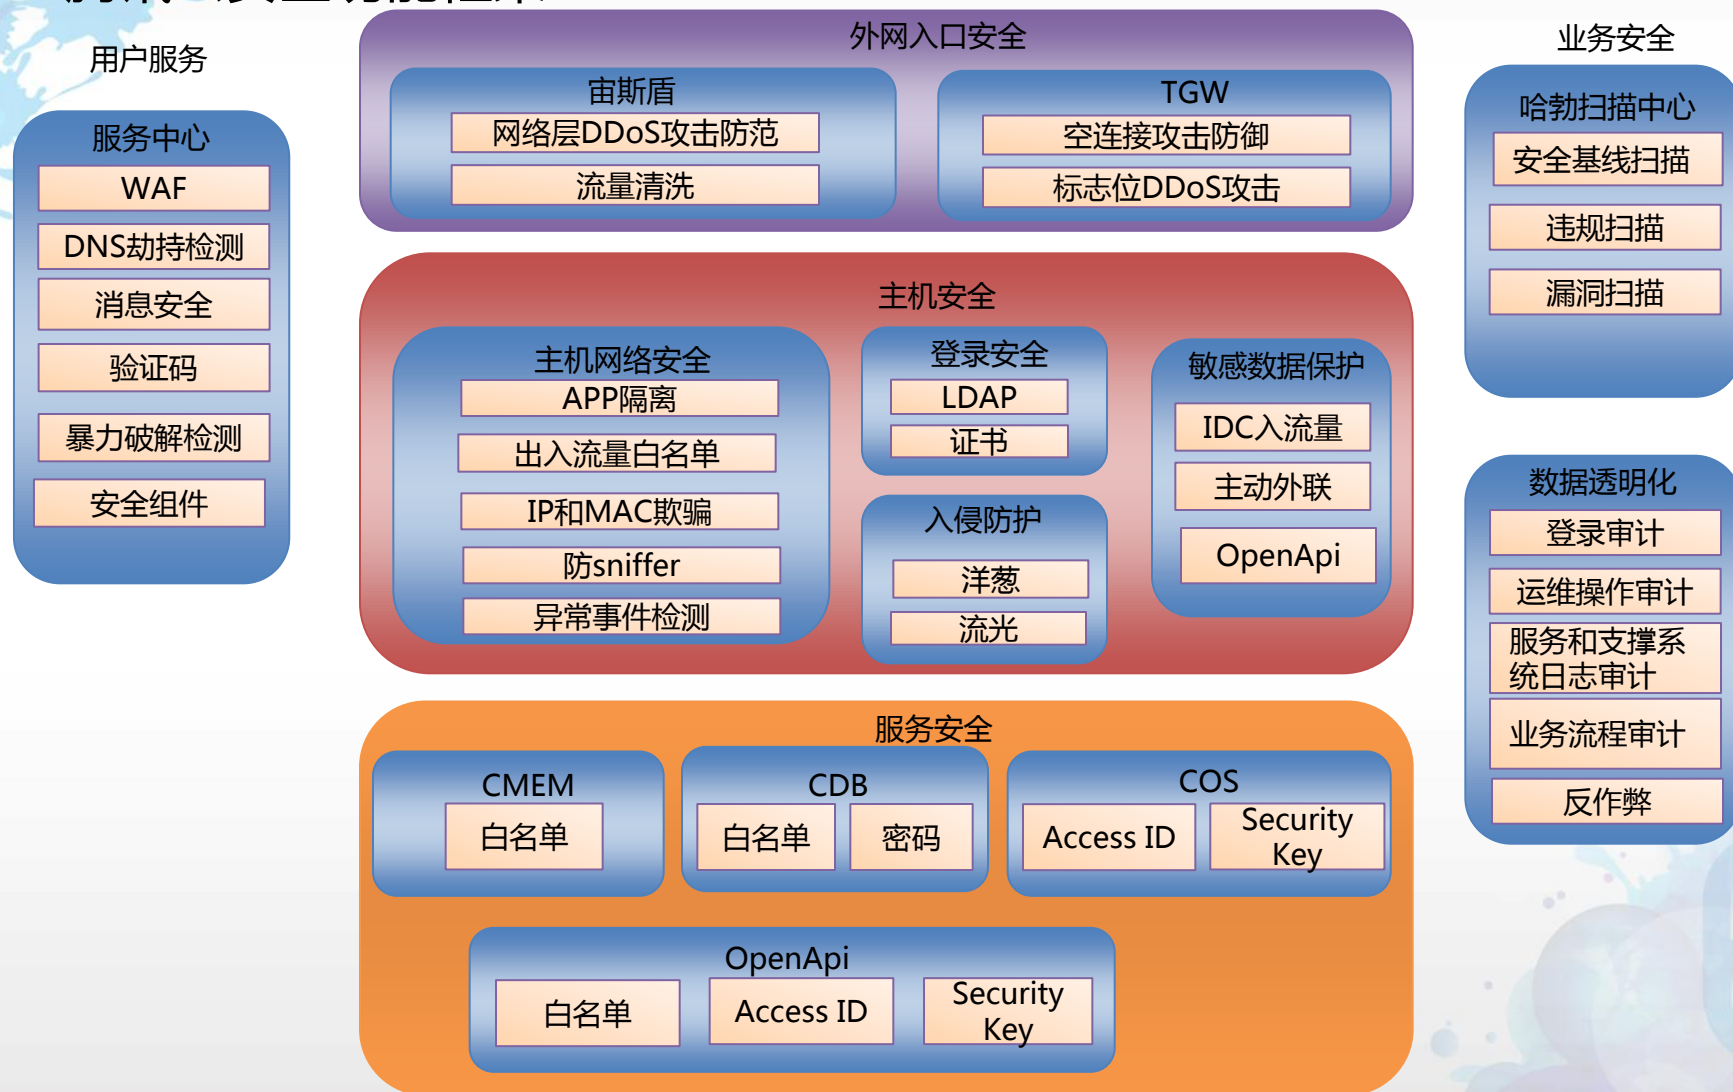 用户服务
服务中心
WAF
DNS劫持检测
消息安全
验证码
暴力破解检测
安全组件
外网入口安全
宙斯盾
网络层DDoS攻击防范
流量清洗
TGW
空连接攻击防御
标志位DDoS攻击
主机安全
主机网络安全
APP隔离
出入流量白名单
IP和MAC欺骗
防sniffer
异常事件检测
登录安全
LDAP
证书
入侵防护
洋葱
流光
敏感数据保护
IDC入流量
主动外联
OpenApi
服务安全
CMEM
白名单
CDB
白名单
密码
COS
Access ID
Security
Key
OpenApi
白名单
Access ID
Security
Key
业务安全
哈勃扫描中心
安全基线扫描
违规扫描
漏洞扫描
数据透明化
登录审计
运维操作审计
服务和支撑系
统日志审计
业务流程审计
反作弊